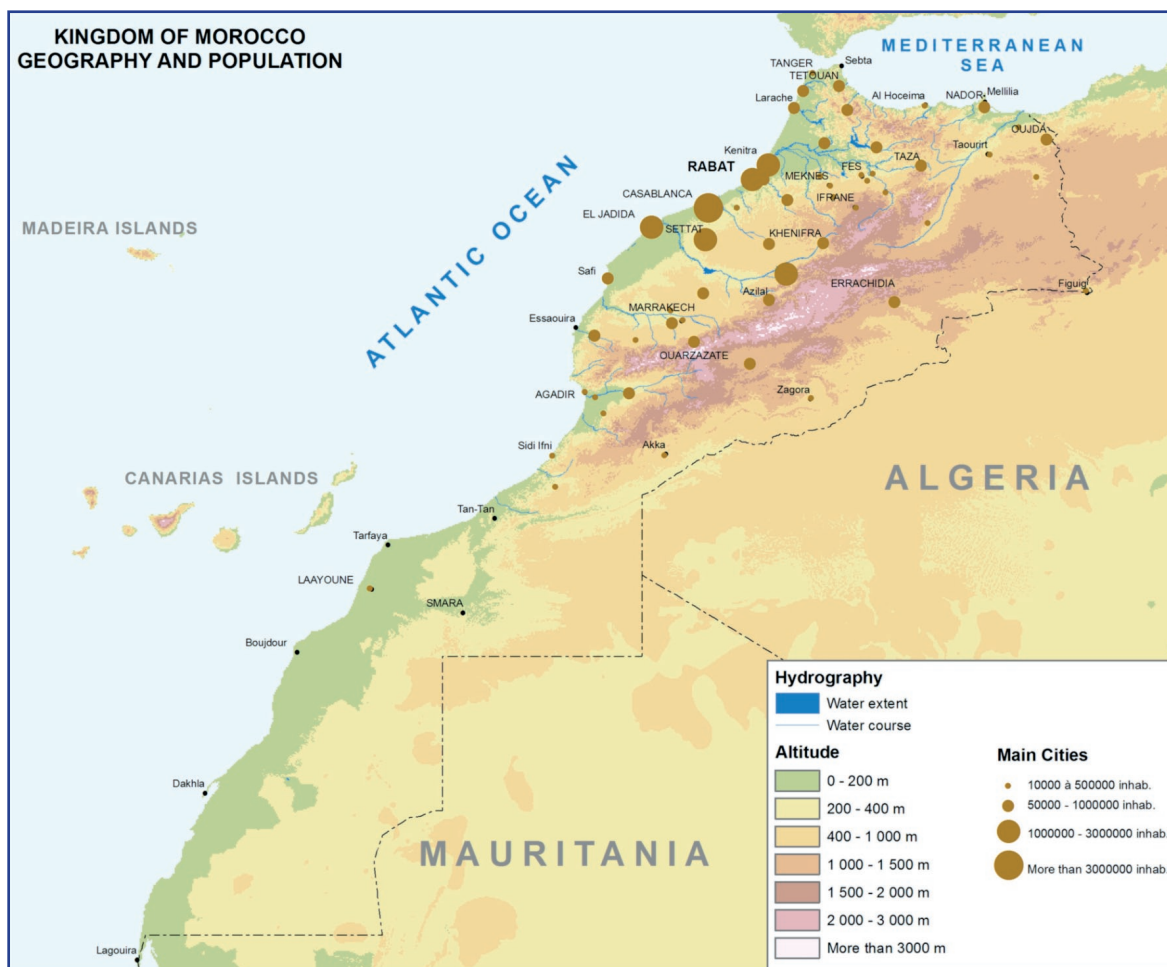 KINGDOM OF MOROCCO
GEOGRAPHY AND POPULATION
MEDITERRANEAN
SEA
TANGER
Sebta
TETOUAN
Larache
Al Hoceima
NADOR
Mellilia
OUJDA
Taourirt
Kenitra
RABAT
TAZA
FES
MEKNES
IFRANE
CASABLANCA
EL JADIDA
SETTAT
KHENIFRA
MADEIRA ISLANDS
ATLANTIC OCEAN
Safi
Azilal
ERRACHIDIA
Figuig
MARRAKECH
Essaouira
OUARZAZATE
AGADIR
Zagora
Sidi Ifni
Akka
CANARIAS ISLANDS
ALGERIA
Tan-Tan
Tarfaya
LAAYOUNE
SMARA
Boujdour
Dakhla
MAURITANIA
Lagouira
Hydrography
Water extent
Water course
Altitude
0 - 200 m
200 - 400 m
400 - 1 000 m
1 000 - 1 500 m
1 500 - 2 000 m
2 000 - 3 000 m
More than 3000 m
Main Cities
10000 à 500000 inhab.
50000 - 1000000 inhab.
1000000 - 3000000 inhab.
More than 3000000 inhab.